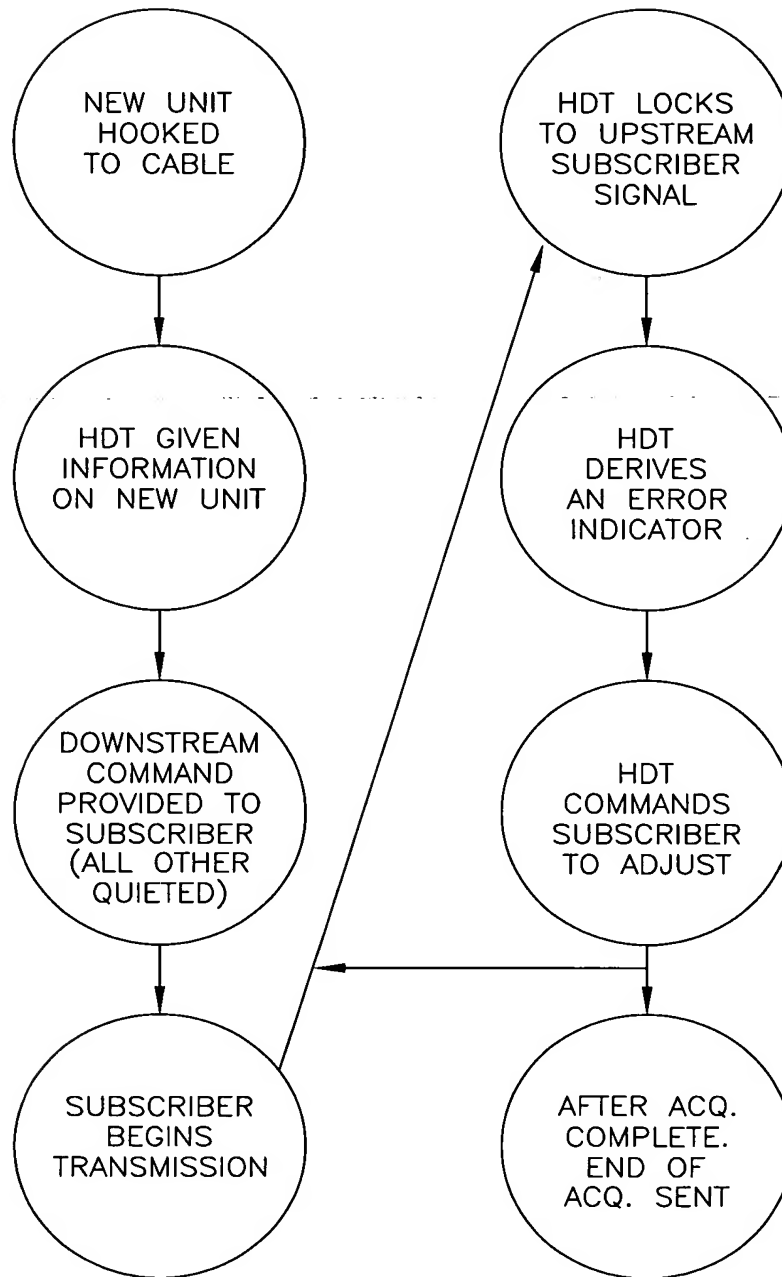 NEW UNIT
HOOKED
TO CABLE
HDT GIVEN
INFORMATION
ON NEW UNIT
DOWNSTREAM
COMMAND
PROVIDED TO
SUBSCRIBER
(ALL OTHER
QUIETED)
SUBSCRIBER
BEGINS
TRANSMISSION
HDT LOCKS
TO UPSTREAM
SUBSCRIBER
SIGNAL
HDT
DERIVES
AN ERROR
INDICATOR
HDT
COMMANDS
SUBSCRIBER
TO ADJUST
AFTER ACQ.
COMPLETE.
END OF
ACQ. SENT